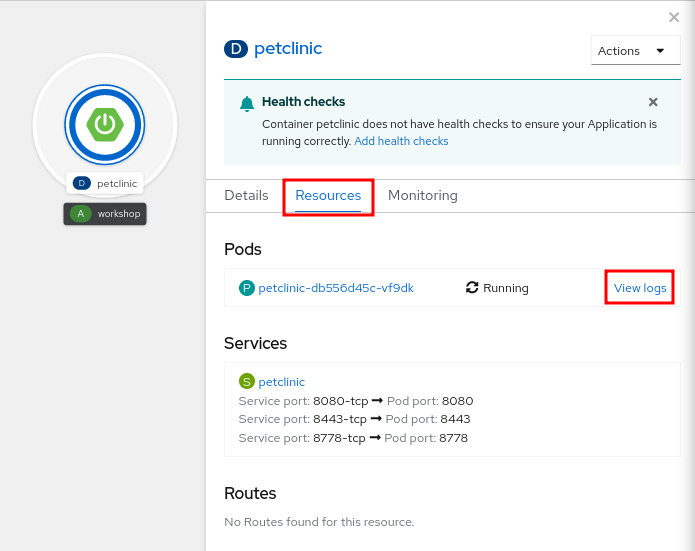 ×
D petclinic
Actions
Health checks
Container petclinic does not have health checks to ensure your Application is
running correctly. Add health checks
D petclinic
A workshop
Details Resources Monitoring
Pods
P petclinic-db556d45c-vf9dk Running View logs
Services
S petclinic
Service port: 8080-tcp → Pod port: 8080
Service port: 8443-tcp → Pod port: 8443
Service port: 8778-tcp → Pod port: 8778
Routes
No Routes found for this resource.